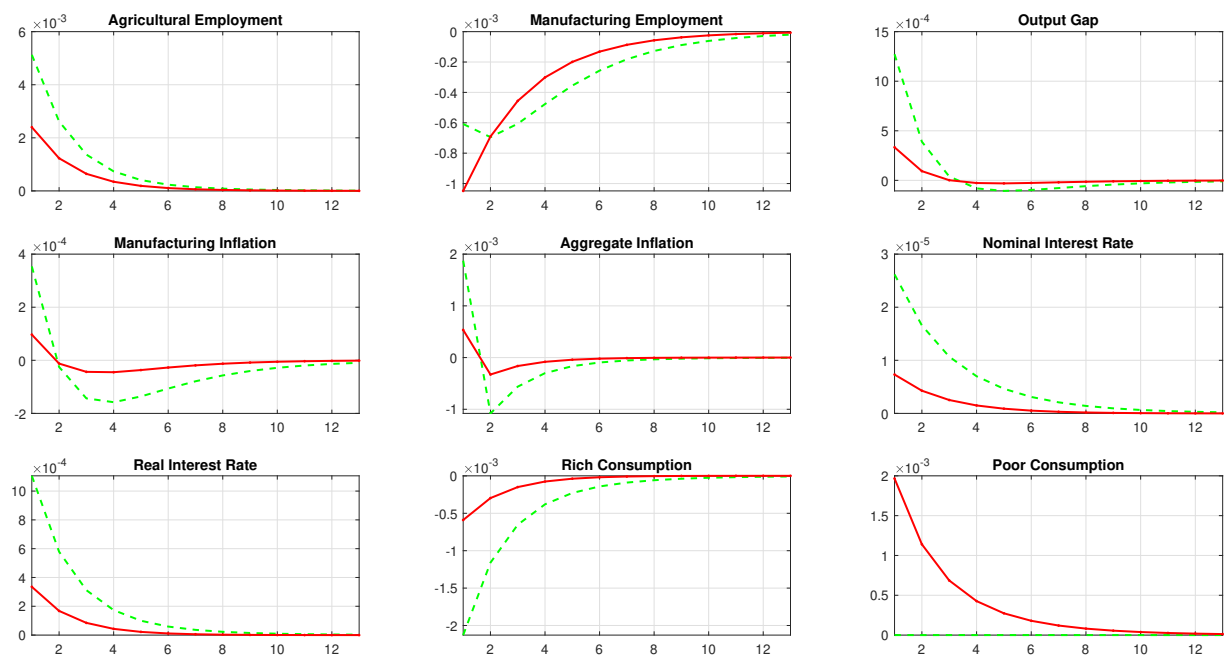 Agricultural Employment
×10⁻³
6
4
2
0
2 4 6 8 10 12
Manufacturing Employment
×10⁻³
0
-0.2
-0.4
-0.6
-0.8
-1
2 4 6 8 10 12
Output Gap
×10⁻⁴
15
10
5
0
2 4 6 8 10 12
Manufacturing Inflation
×10⁻⁴
4
2
0
-2
2 4 6 8 10 12
Aggregate Inflation
×10⁻³
2
1
0
-1
2 4 6 8 10 12
Nominal Interest Rate
×10⁻⁵
3
2
1
0
2 4 6 8 10 12
Real Interest Rate
×10⁻⁴
10
8
6
4
2
0
2 4 6 8 10 12
Rich Consumption
×10⁻³
0
-0.5
-1
-1.5
-2
2 4 6 8 10 12
Poor Consumption
×10⁻³
2
1.5
1
0.5
0
2 4 6 8 10 12